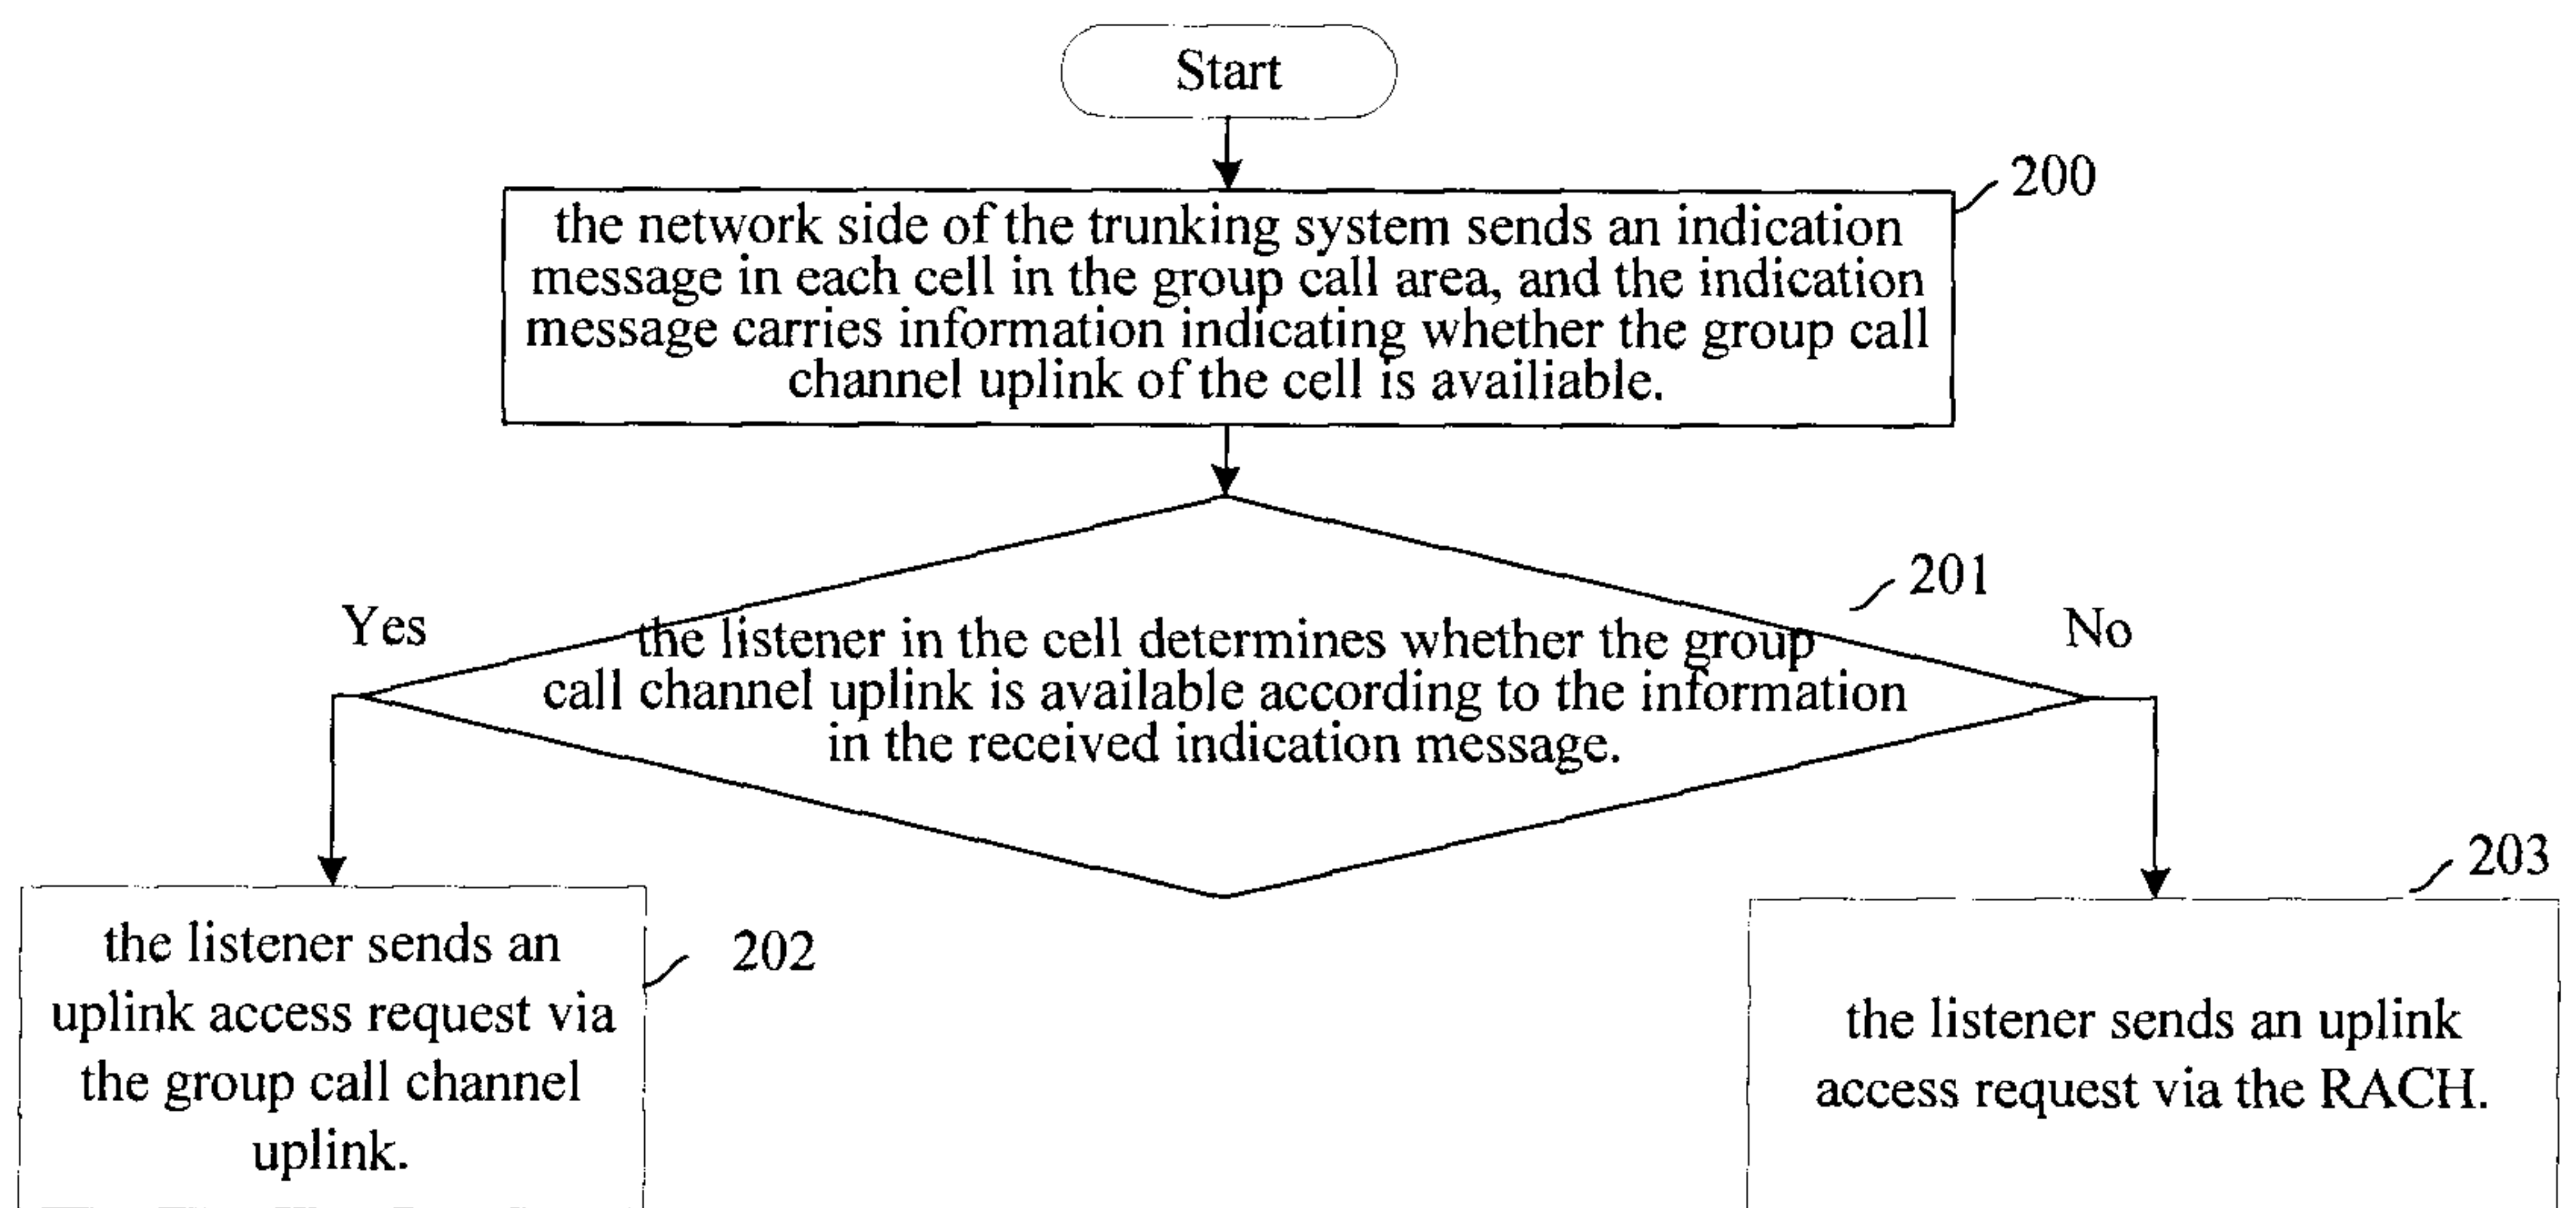 Start
200
the network side of the trunking system sends an indication
message in each cell in the group call area, and the indication
message carries information indicating whether the group call
channel uplink of the cell is availiable.
201
Yes
No
the listener in the cell determines whether the group
call channel uplink is available according to the information
in the received indication message.
202
the listener sends an
uplink access request via
the group call channel
uplink.
203
the listener sends an uplink
access request via the RACH.